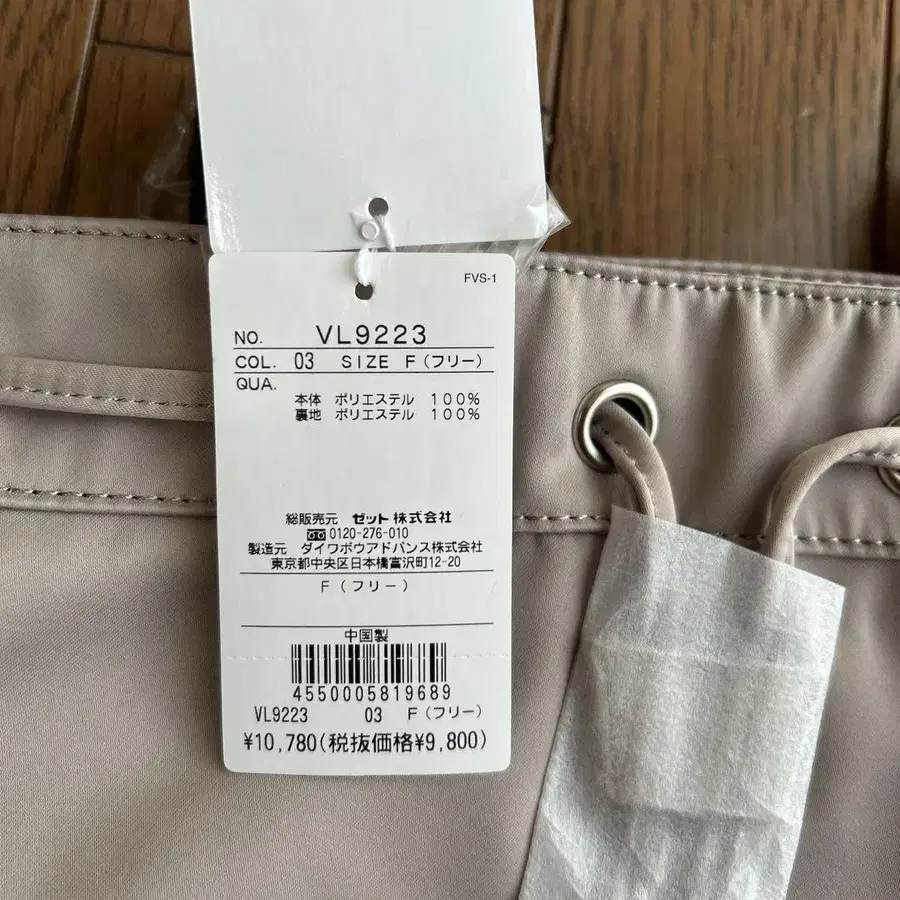 FVS-1
NO. VL9223
COL. 03 SIZE F(フリー)
QUA.
本体 ポリエステル 100%
裏地 ポリエステル 100%
総販売元 ゼット株式会社
0120-276-010
製造元 ダイワボウアドバンス株式会社
東京都中央区日本橋富沢町12-20
F(フリー)
中国製
4550005819689
VL9223 03 F(フリー)
¥10,780(税抜価格¥9,800)